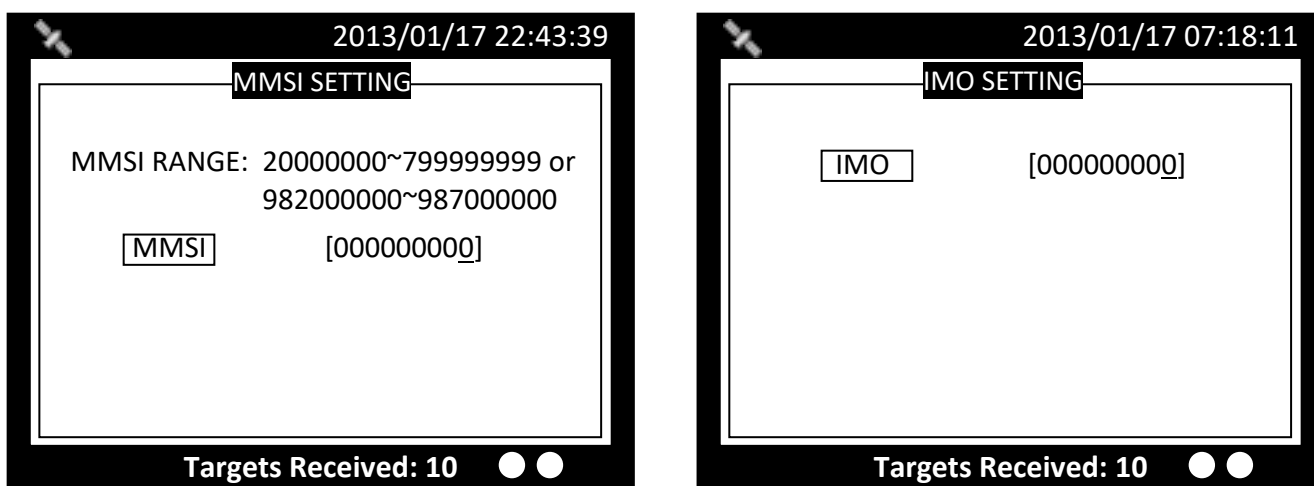 2013/01/17 22:43:39
MMSI SETTING
MMSI RANGE: 20000000~799999999 or
982000000~987000000
MMSI [000000000]
Targets Received: 10
2013/01/17 07:18:11
IMO SETTING
IMO [000000000]
Targets Received: 10